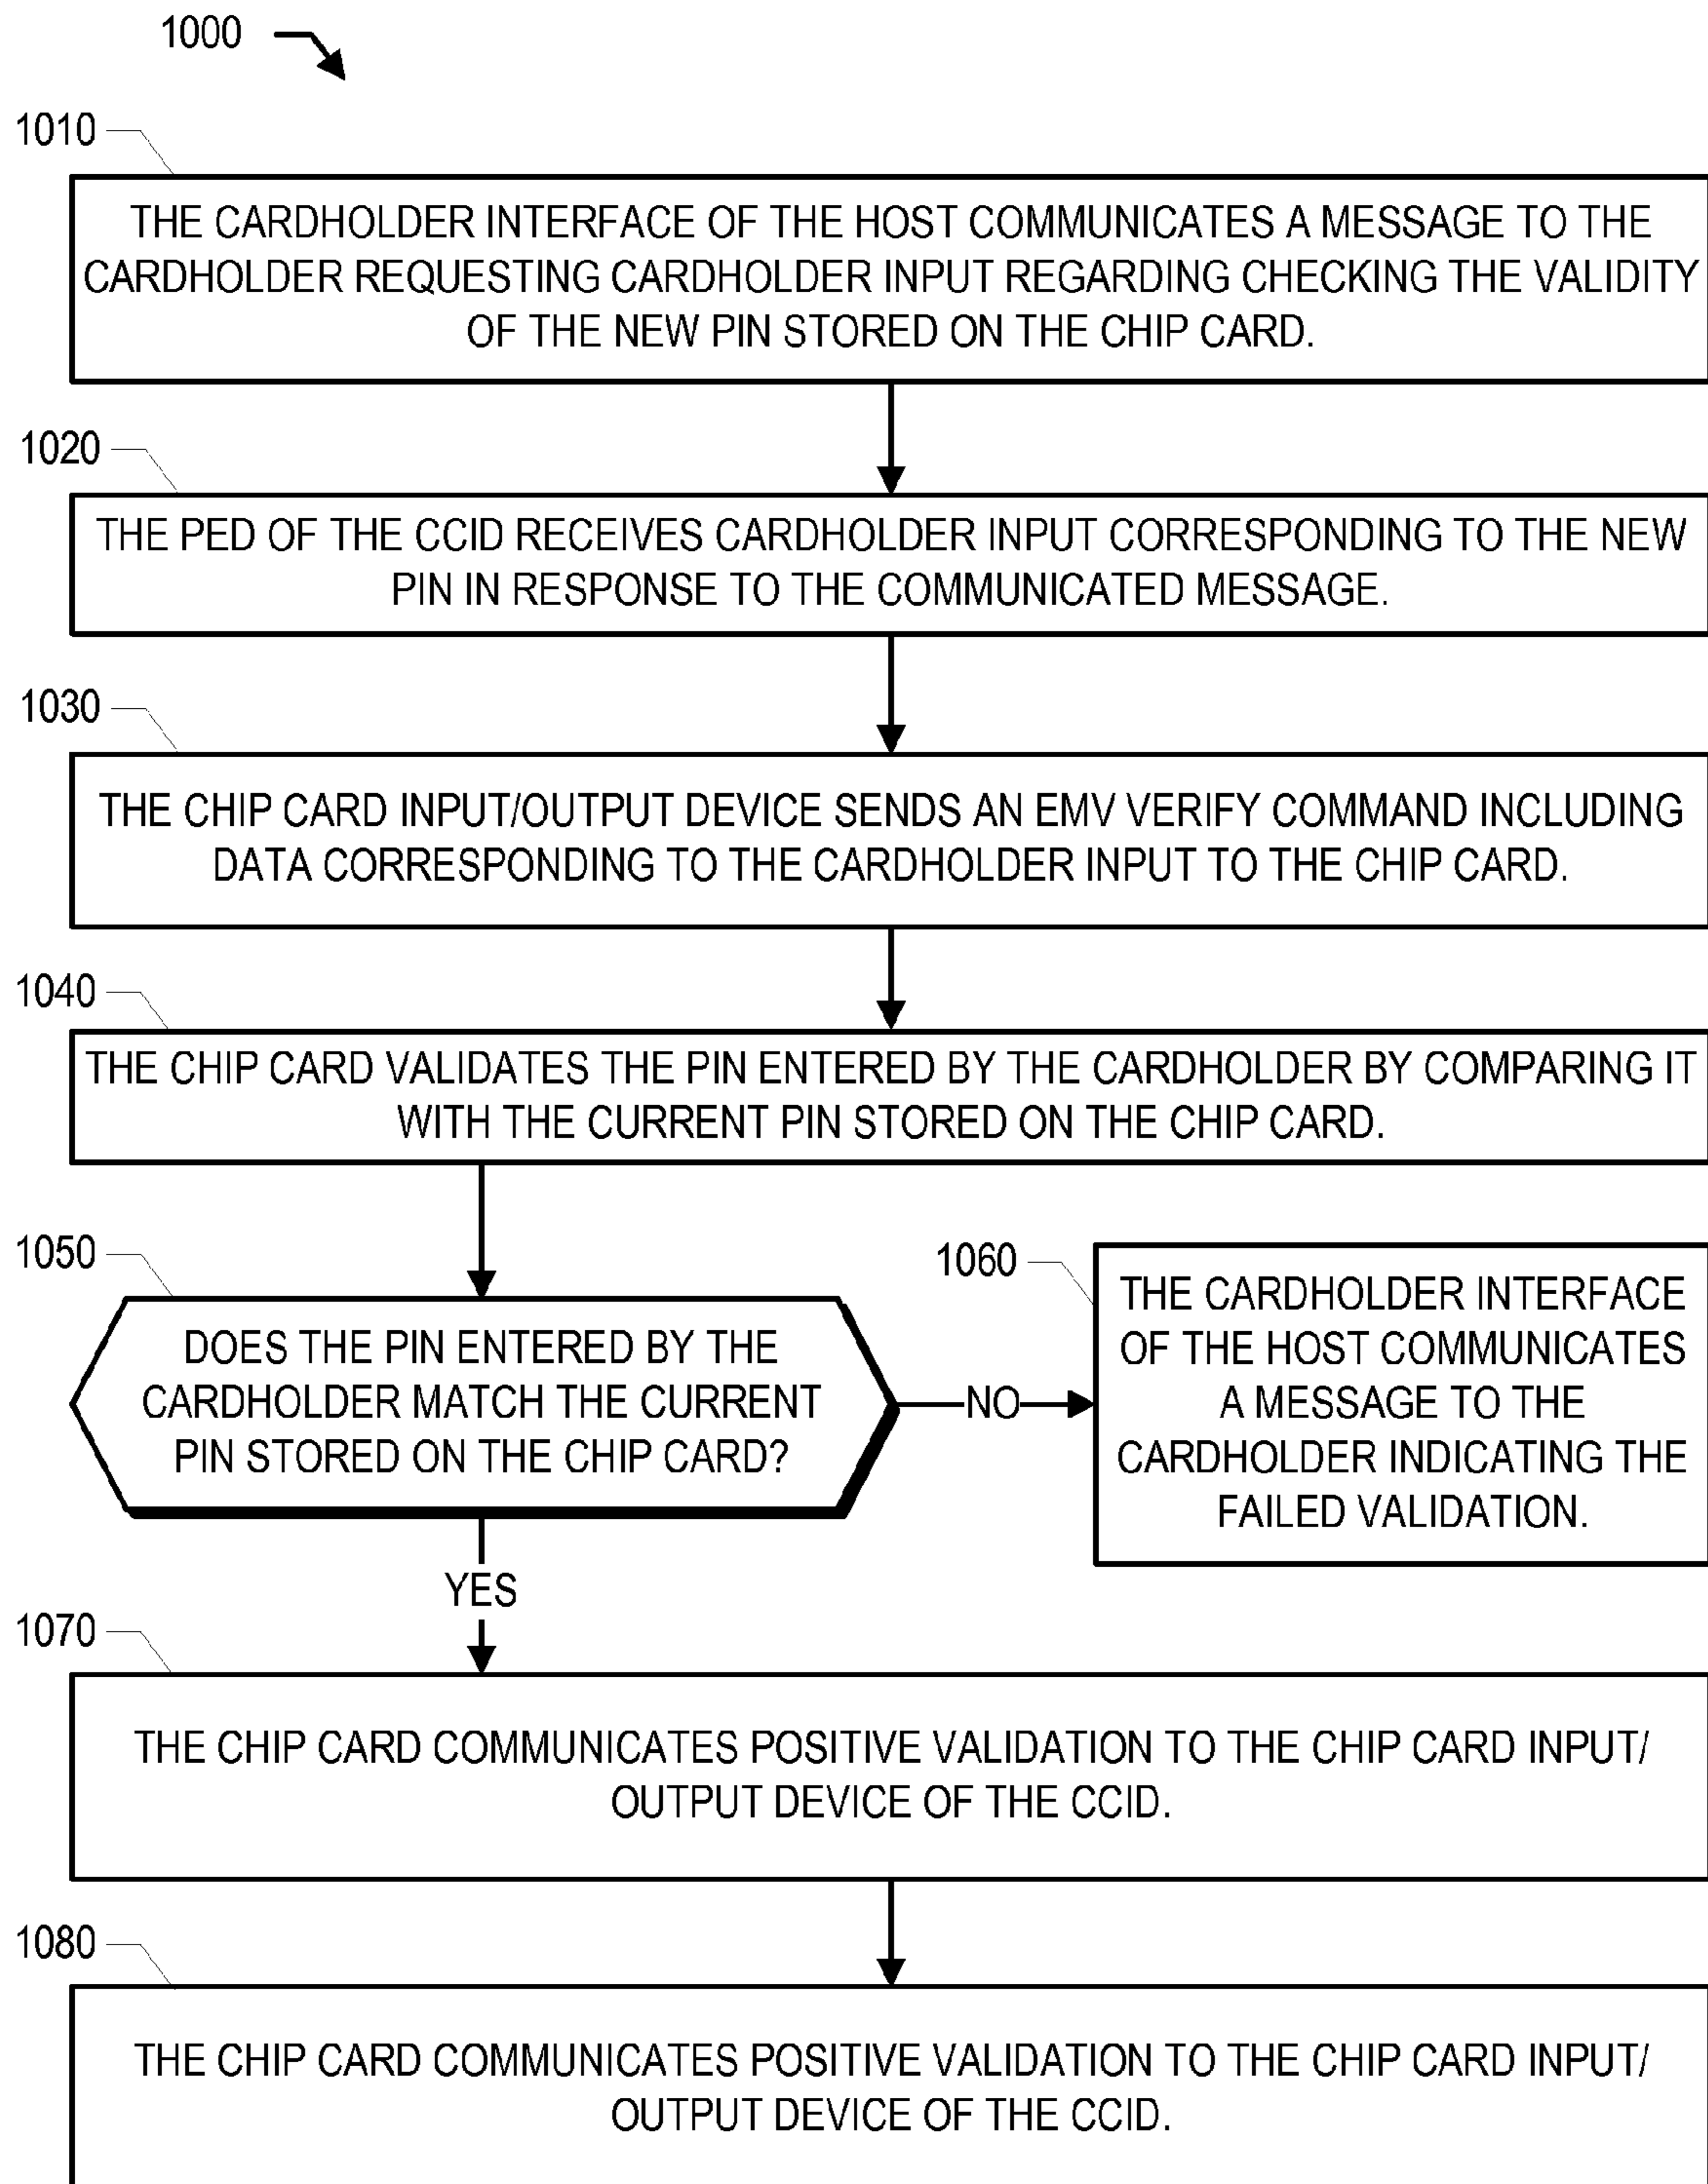 1000
1010
THE CARDHOLDER INTERFACE OF THE HOST COMMUNICATES A MESSAGE TO THE
CARDHOLDER REQUESTING CARDHOLDER INPUT REGARDING CHECKING THE VALIDITY
OF THE NEW PIN STORED ON THE CHIP CARD.
1020
THE PED OF THE CCID RECEIVES CARDHOLDER INPUT CORRESPONDING TO THE NEW
PIN IN RESPONSE TO THE COMMUNICATED MESSAGE.
1030
THE CHIP CARD INPUT/OUTPUT DEVICE SENDS AN EMV VERIFY COMMAND INCLUDING
DATA CORRESPONDING TO THE CARDHOLDER INPUT TO THE CHIP CARD.
1040
THE CHIP CARD VALIDATES THE PIN ENTERED BY THE CARDHOLDER BY COMPARING IT
WITH THE CURRENT PIN STORED ON THE CHIP CARD.
1050
DOES THE PIN ENTERED BY THE
CARDHOLDER MATCH THE CURRENT
PIN STORED ON THE CHIP CARD?
NO
1060
THE CARDHOLDER INTERFACE
OF THE HOST COMMUNICATES
A MESSAGE TO THE
CARDHOLDER INDICATING THE
FAILED VALIDATION.
YES
1070
THE CHIP CARD COMMUNICATES POSITIVE VALIDATION TO THE CHIP CARD INPUT/
OUTPUT DEVICE OF THE CCID.
1080
THE CHIP CARD COMMUNICATES POSITIVE VALIDATION TO THE CHIP CARD INPUT/
OUTPUT DEVICE OF THE CCID.